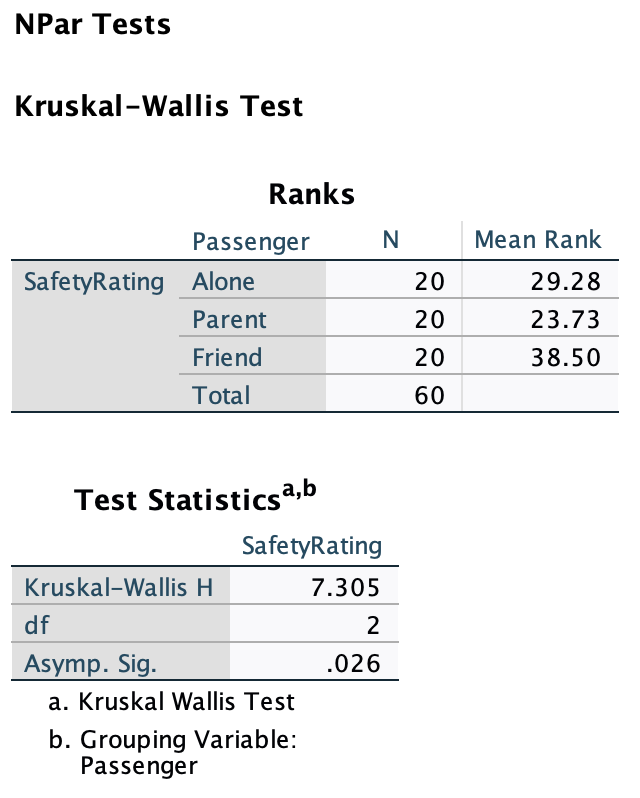 NPar Tests
Kruskal-Wallis Test
Ranks
Passenger N Mean Rank
SafetyRating Alone 20 29.28
Parent 20 23.73
Friend 20 38.50
Total 60
Test Statistics^a,b
SafetyRating
Kruskal-Wallis H 7.305
df 2
Asymp. Sig. .026
a. Kruskal Wallis Test
b. Grouping Variable:
Passenger